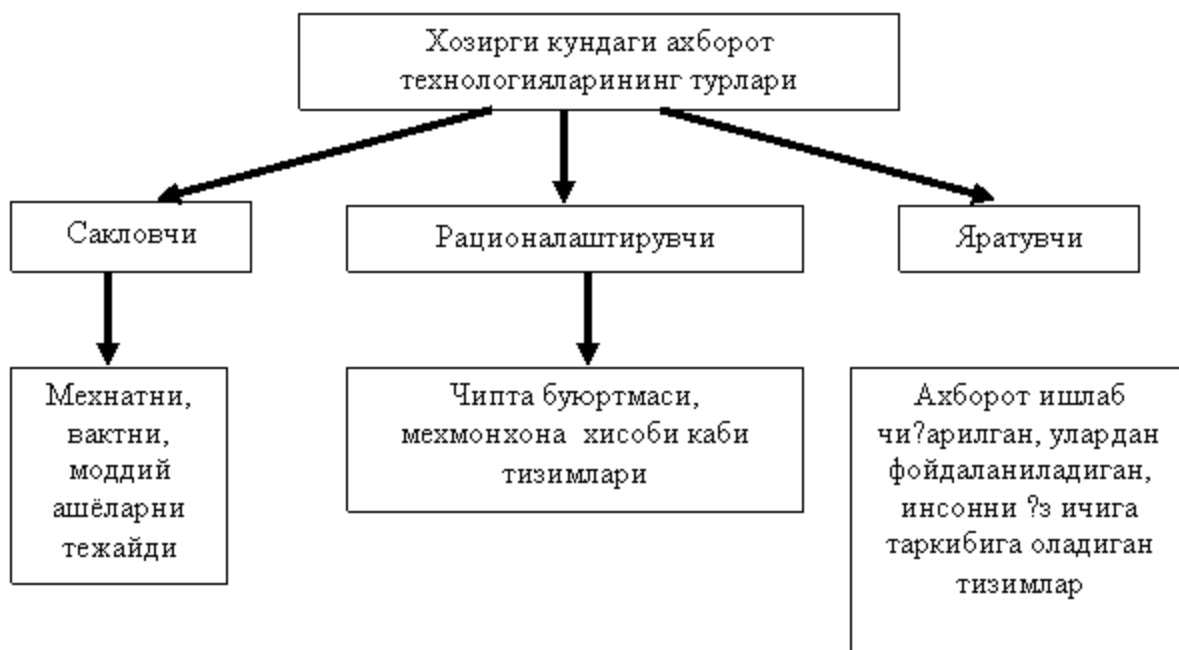 Хозирги кундаги ахборот
технологияларининг турлари
Сакловчи
Рационалаштирувчи
Яратувчи
Мехнатни,
вактни,
моддий
ашёларни
тежайди
Чипта буюртмаси,
мехмонхона хисоби каби
тизимлари
Ахборот ишлаб
чи?арилган, улардан
фойдаланиладиган,
инсонни ?з ичига
таркибига оладиган
тизимлар